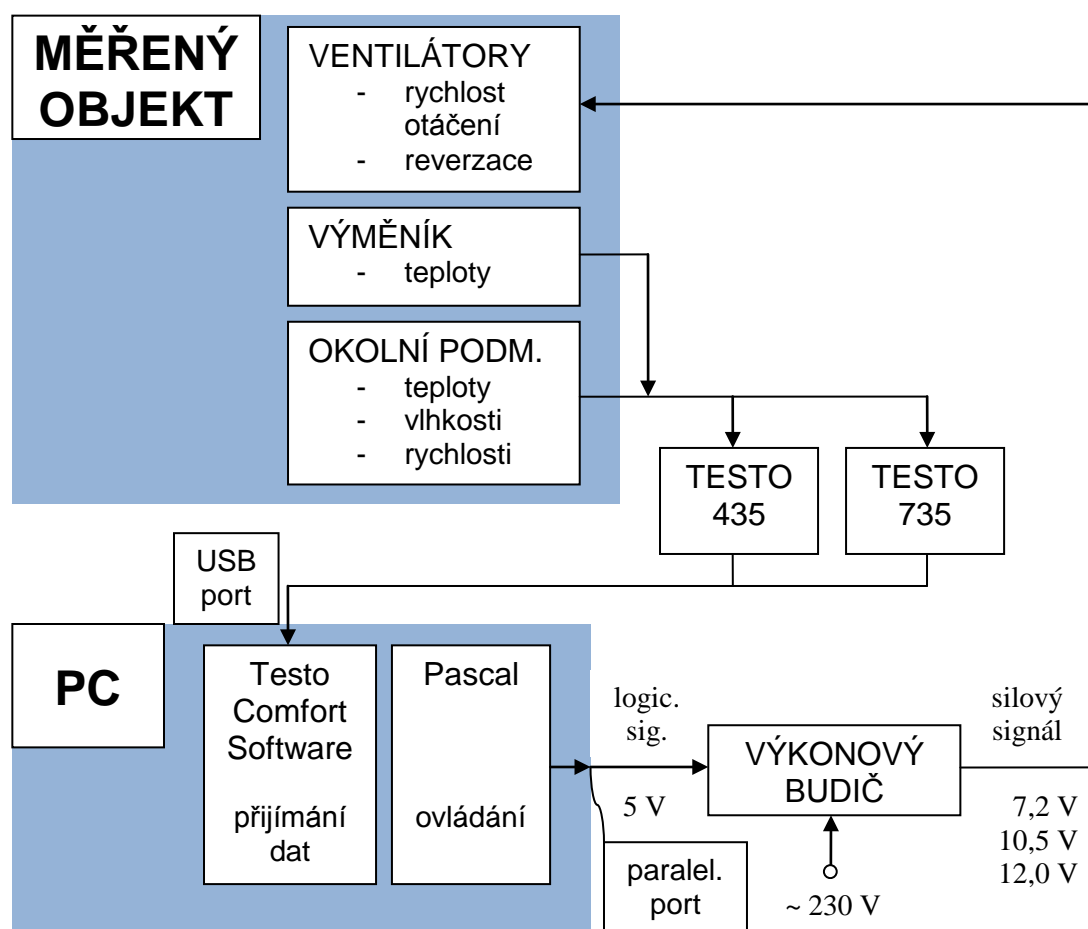 MĚŘENÝ
OBJEKT
VENTILÁTORY
- rychlost
otáčení
- reverzace
VÝMĚNÍK
- teploty
OKOLNÍ PODM.
- teploty
- vlhkosti
- rychlosti
TESTO
435
TESTO
735
USB
port
PC
Testo
Comfort
Software
přijímání
dat
Pascal
ovládání
logic.
sig.
5 V
paralel.
port
VÝKONOVÝ
BUDIČ
~ 230 V
silový
signál
7,2 V
10,5 V
12,0 V